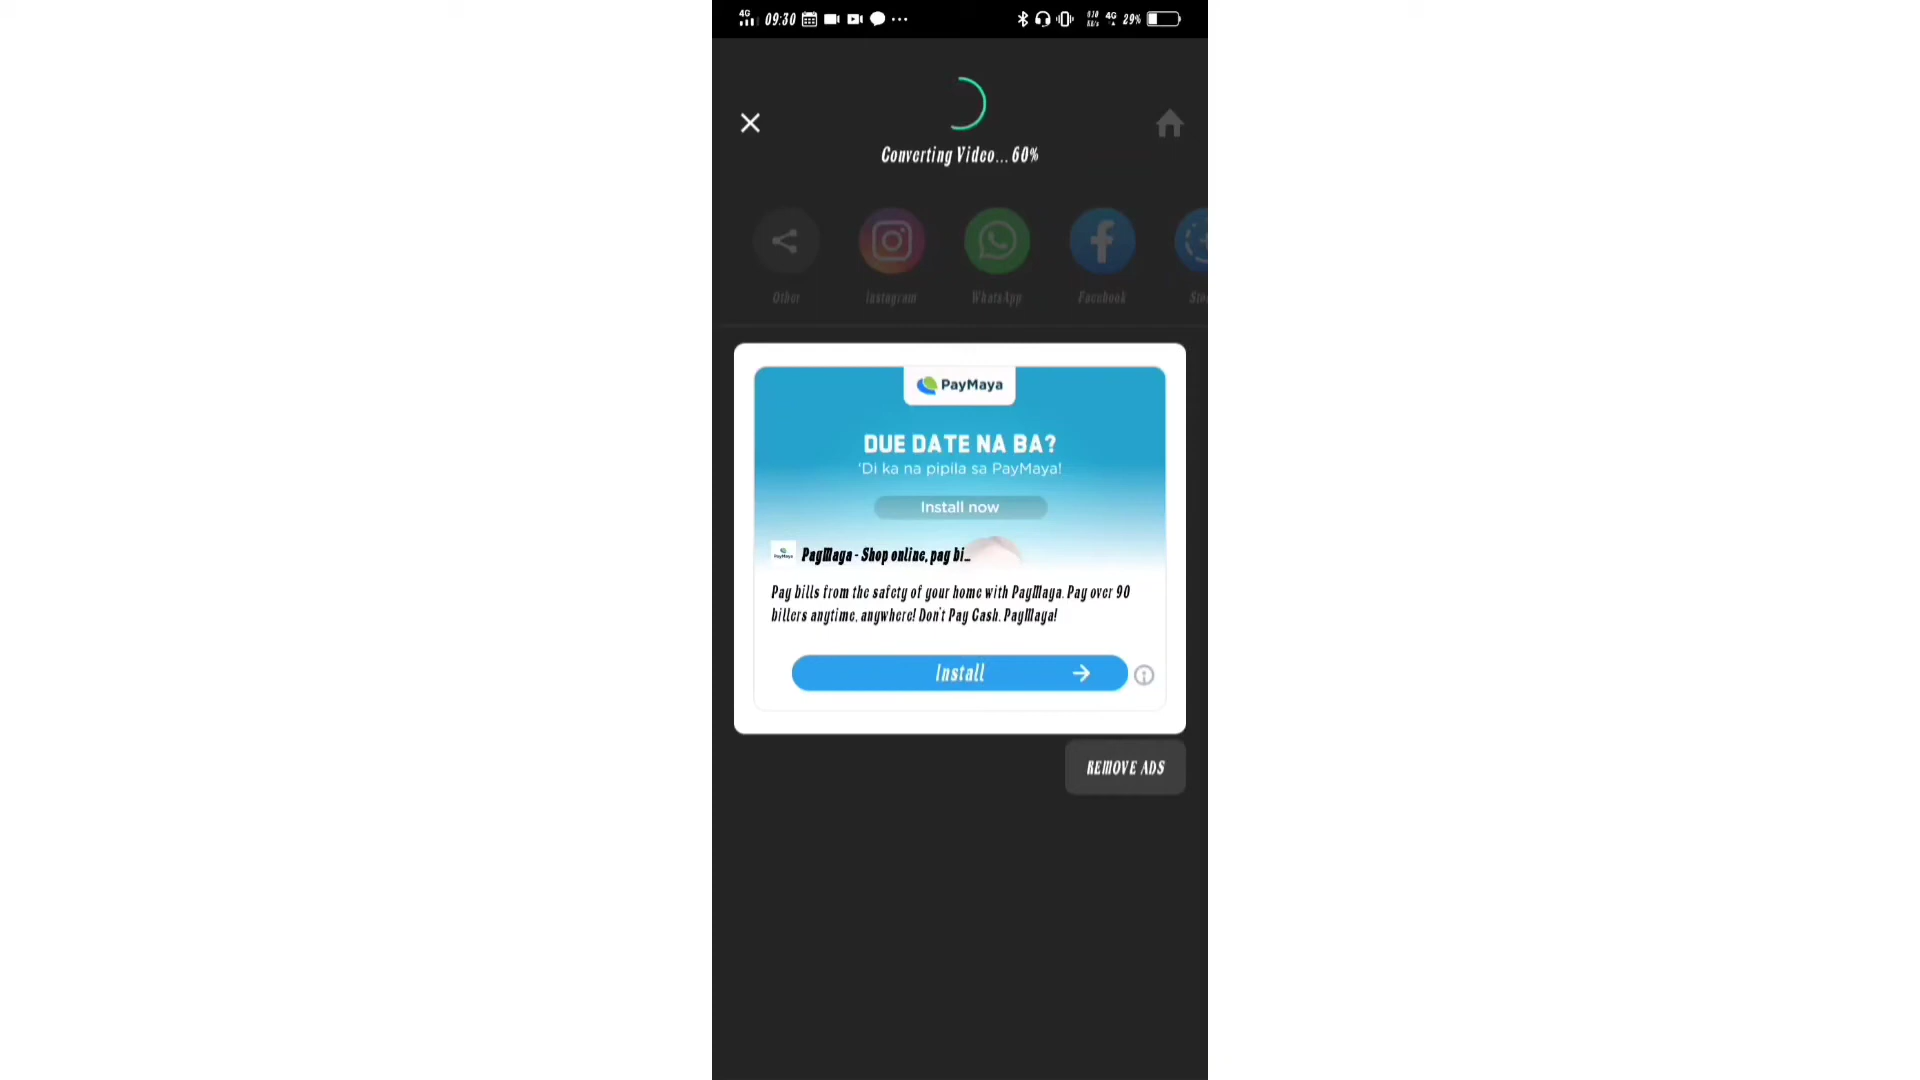 4G 09:30 4G 29%
Converting Video... 60%
Other Instagram WhatsApp Facebook
PayMaya
DUE DATE NA BA?
'Di ka na pipila sa PayMaya!
Install now
PayMaya - Shop online, pay bi...
Pay bills from the safety of your home with PayMaya. Pay over 90
billers anytime, anywhere! Don't Pay Cash. PayMaya!
Install
REMOVE ADS